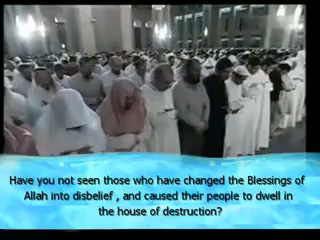 Have you not seen those who have changed the Blessings of
Allah into disbelief , and caused their people to dwell in
the house of destruction?